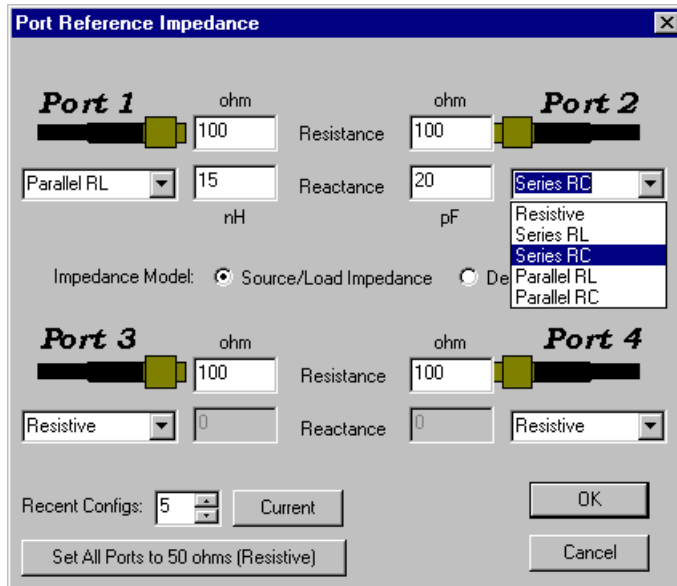 Port Reference Impedance
Port 1 ohm ohm Port 2
100 Resistance 100
Parallel RL 15 Reactance 20 Series RC
nH pF
Resistive
Series RL
Series RC
Parallel RL
Parallel RC
Impedance Model: Source/Load Impedance De
Port 3 ohm ohm Port 4
100 Resistance 100
Resistive 0 Reactance 0 Resistive
Recent Configs: 5 Current OK
Set All Ports to 50 ohms (Resistive) Cancel